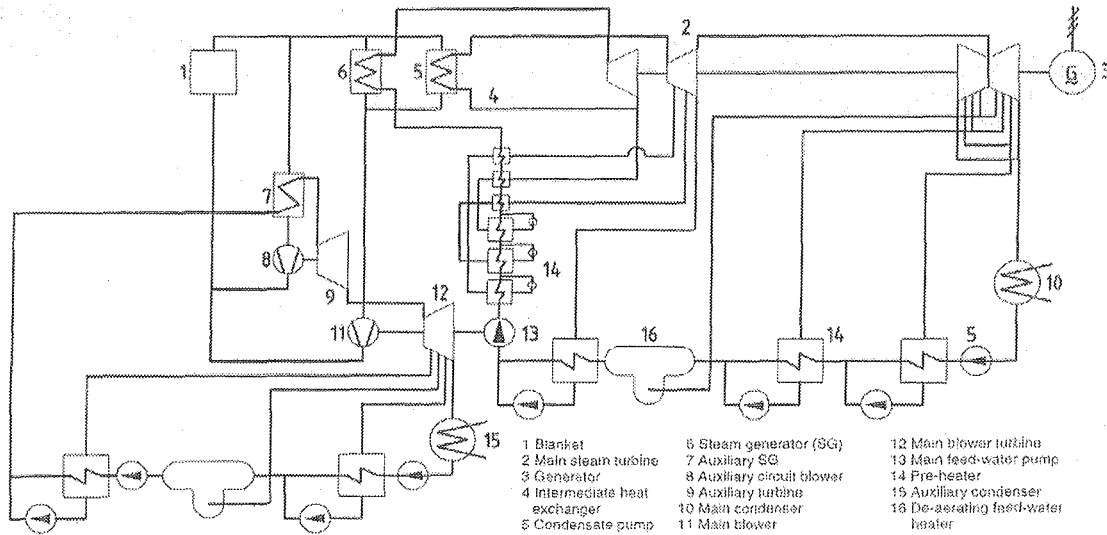 2
1
6
5
4
G
3
7
8
9
12
14
10
11
13
16
14
5
15
1 Blanket
2 Main steam turbine
3 Generator
4 Intermediate heat
exchanger
5 Condensate pump
6 Steam generator (SG)
7 Auxiliary SG
8 Auxiliary circuit blower
9 Auxiliary turbine
10 Main condenser
11 Main blower
12 Main blower turbine
13 Main feed-water pump
14 Pre-heater
15 Auxiliary condenser
16 De-aerating feed-water
heater